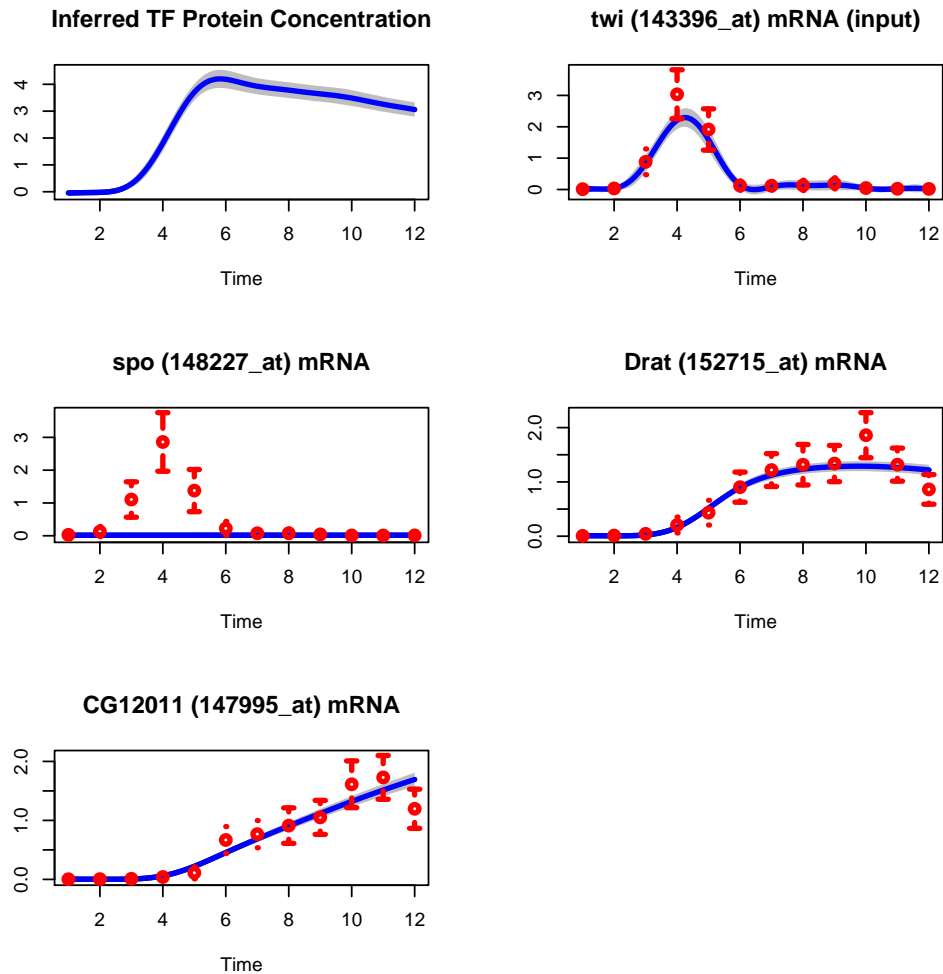 Inferred TF Protein Concentration
0 1 2 3 4
2 4 6 8 10 12
Time
twi (143396_at) mRNA (input)
0 1 2 3
2 4 6 8 10 12
Time
spo (148227_at) mRNA
0 1 2 3
2 4 6 8 10 12
Time
Drat (152715_at) mRNA
0.0 1.0 2.0
2 4 6 8 10 12
Time
CG12011 (147995_at) mRNA
0.0 1.0 2.0
2 4 6 8 10 12
Time